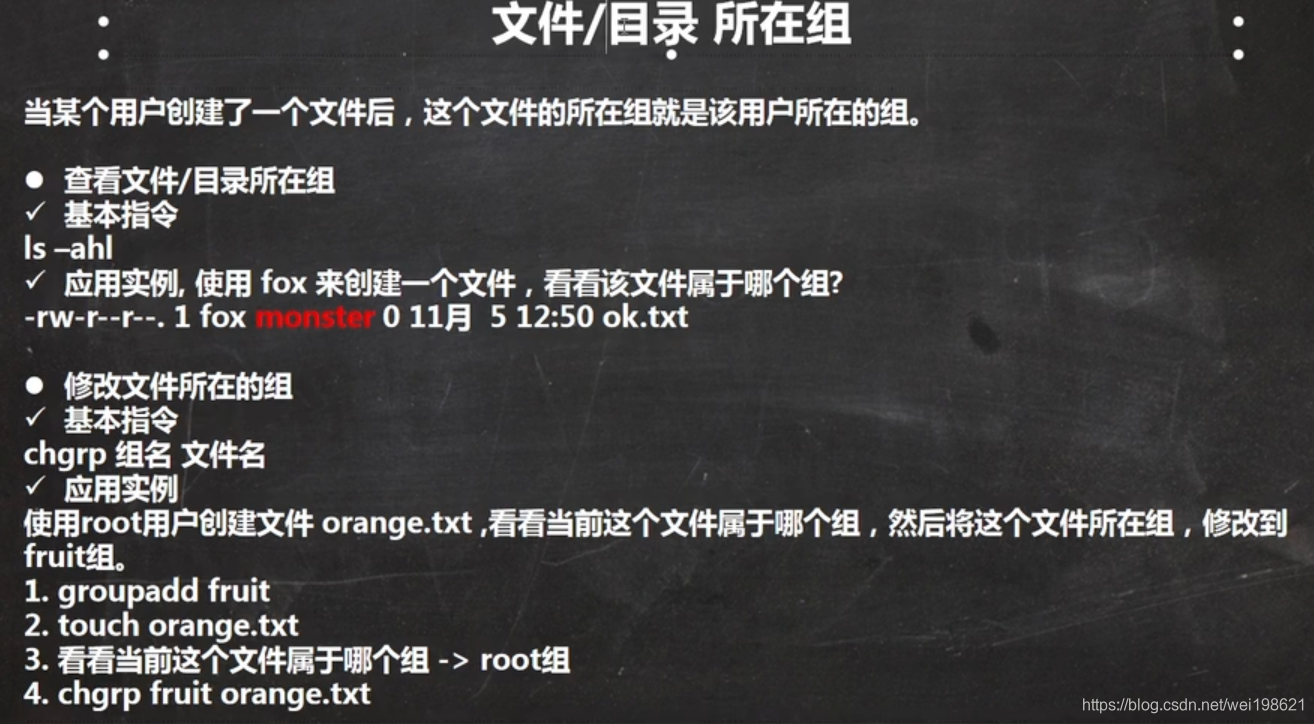 文件/目录 所在组
当某个用户创建了一个文件后，这个文件的所在组就是该用户所在的组。
● 查看文件/目录所在组
✓ 基本指令
ls –ahl
✓ 应用实例, 使用 fox 来创建一个文件，看看该文件属于哪个组?
-rw-r--r--. 1 fox monster 0 11月 5 12:50 ok.txt
● 修改文件所在的组
✓ 基本指令
chgrp 组名 文件名
✓ 应用实例
使用root用户创建文件 orange.txt ,看看当前这个文件属于哪个组，然后将这个文件所在组，修改到
fruit组。
1. groupadd fruit
2. touch orange.txt
3. 看看当前这个文件属于哪个组 -> root组
4. chgrp fruit orange.txt
https://blog.csdn.net/wei198621